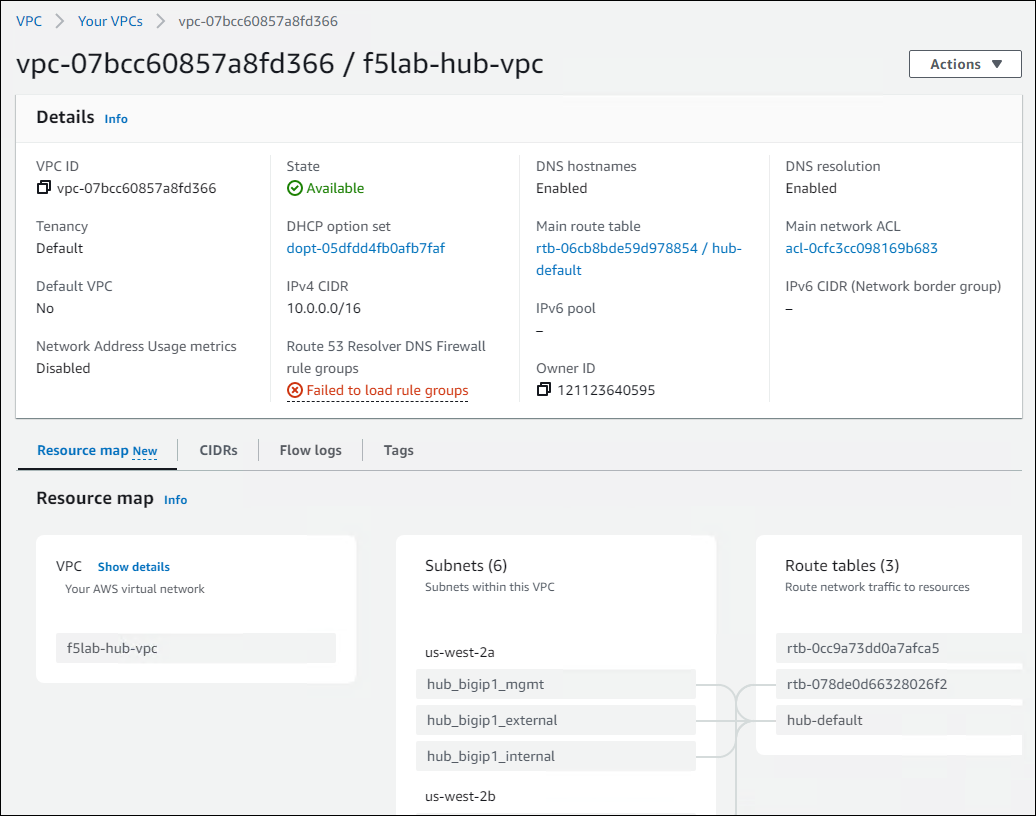 VPC > Your VPCs > vpc-07bcc60857a8fd366
vpc-07bcc60857a8fd366 / f5lab-hub-vpc
Actions ▼
Details Info
VPC ID
vpc-07bcc60857a8fd366
State
Available
DNS hostnames
Enabled
DNS resolution
Enabled
Tenancy
Default
DHCP option set
dopt-05dfdd4fb0afb7faf
Main route table
rtb-06cb8bde59d978854 / hub-
default
Main network ACL
acl-0cfc3cc098169b683
Default VPC
No
IPv4 CIDR
10.0.0.0/16
IPv6 pool
–
IPv6 CIDR (Network border group)
–
Network Address Usage metrics
Disabled
Route 53 Resolver DNS Firewall
rule groups
Failed to load rule groups
Owner ID
121123640595
Resource map New
CIDRs
Flow logs
Tags
Resource map Info
VPC Show details
Your AWS virtual network
f5lab-hub-vpc
Subnets (6)
Subnets within this VPC
us-west-2a
hub_bigip1_mgmt
hub_bigip1_external
hub_bigip1_internal
us-west-2b
Route tables (3)
Route network traffic to resources
rtb-0cc9a73dd0a7afca5
rtb-078de0d66328026f2
hub-default